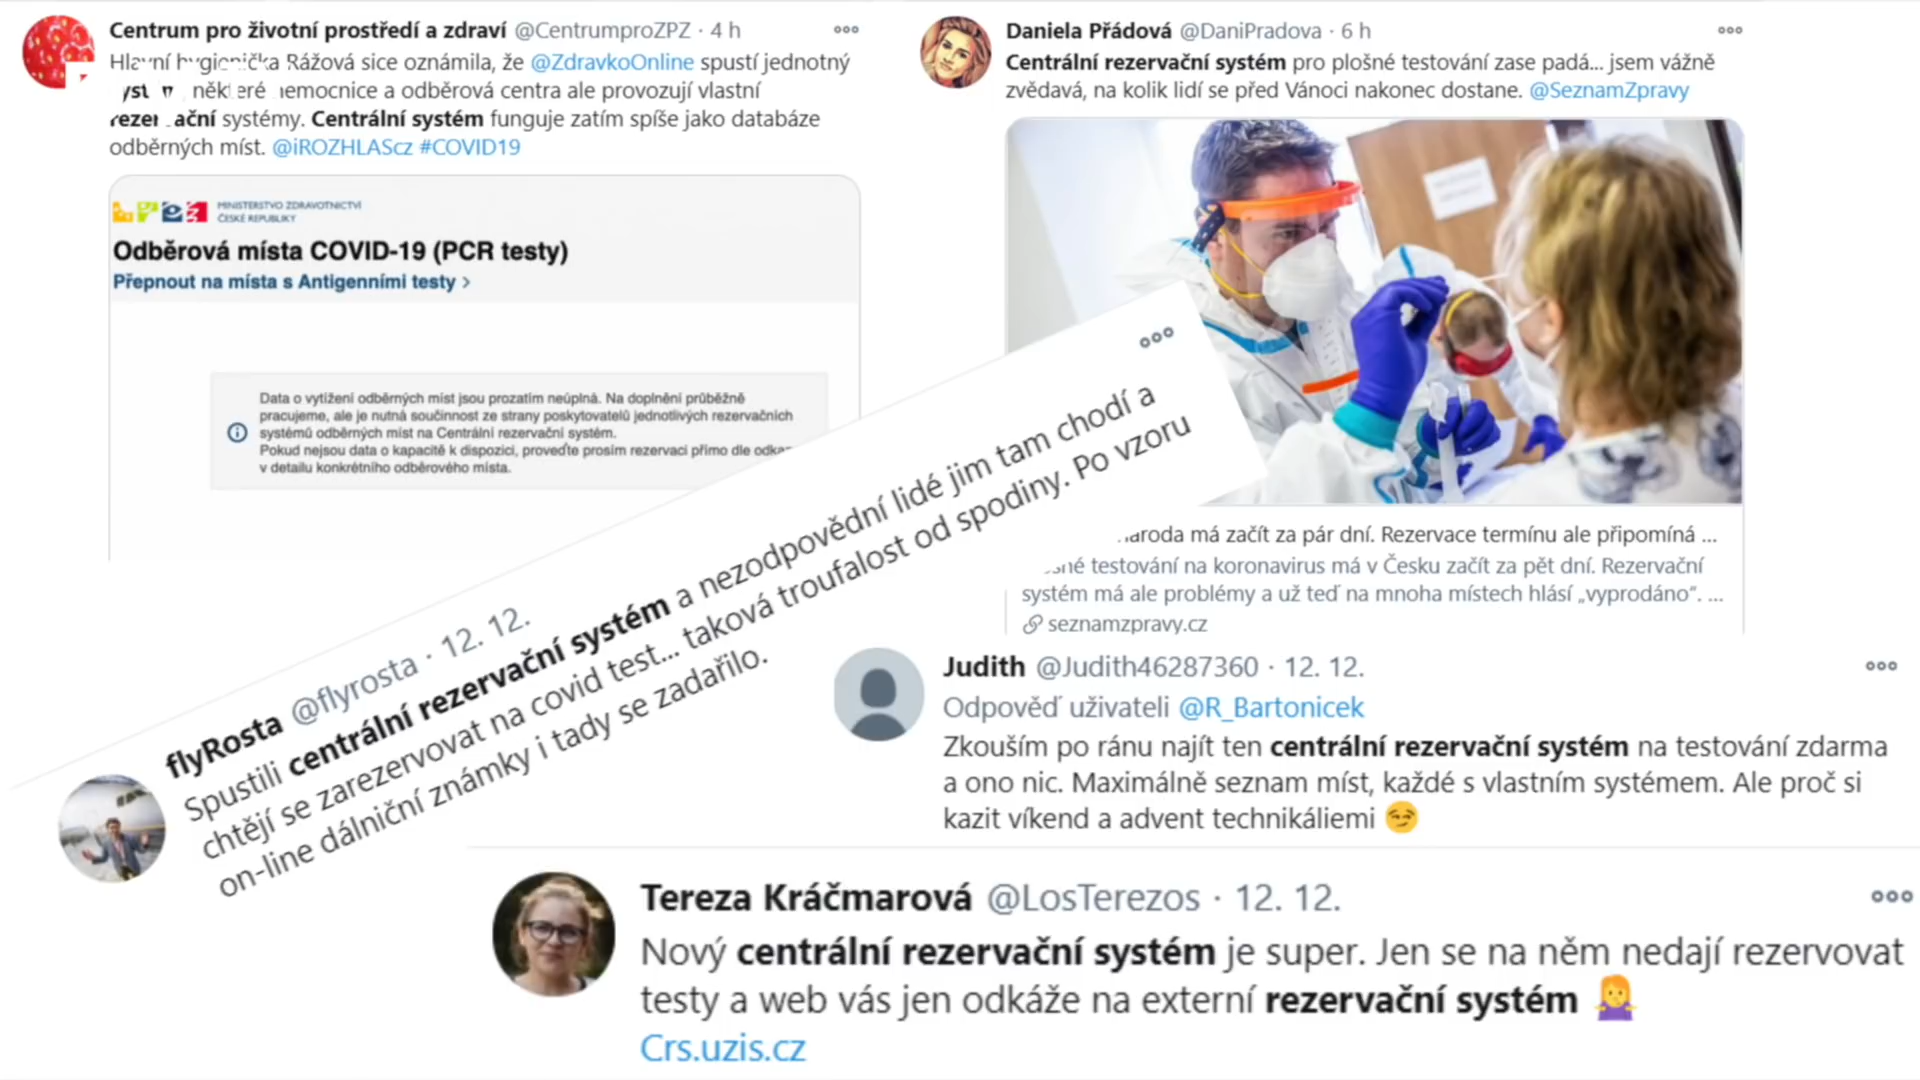 Centrum pro životní prostředí a zdraví @CentrumproZPZ · 4 h
Hlavní hygienička Rážová sice oznámila, že @ZdravkoOnline spustí jednotný
některé nemocnice a odběrová centra ale provozují vlastní
rezervační systémy. Centrální systém funguje zatím spíše jako databáze
odběrných míst. @iROZHLAScz #COVID19
MINISTERSTVO ZDRAVOTNICTVÍ
ČESKÉ REPUBLIKY
Odběrová místa COVID-19 (PCR testy)
Přepnout na místa s Antigenními testy >
Data o vytížení odběrných míst jsou prozatím neúplná. Na doplnění průběžně
pracujeme, ale je nutná součinnost ze strany poskytovatelů jednotlivých rezervačních
systémů odběrných míst na Centrální rezervační systém.
Pokud nejsou data o kapacitě k dispozici, proveďte prosím rezervaci přímo dle
v detailu konkrétního odběrového místa.
Daniela Přádová @DaniPradova · 6 h
Centrální rezervační systém pro plošné testování zase padá... jsem vážně
zvědavá, na kolik lidí se před Vánoci nakonec dostane. @SeznamZpravy
má začít za pár dní. Rezervace termínu ale připomíná ...
testování na koronavirus má v Česku začít za pět dní. Rezervační
systém má ale problémy a už teď na mnoha místech hlásí „vyprodáno“. ...
seznamzpravy.cz
flyRosta @flyrosta · 12. 12.
Spustili centrální rezervační systém a nezodpovědní lidé jim tam chodí a
chtějí se zarezervovat na covid test... taková troufalost od spodiny. Po vzoru
on-line dálniční známky i tady se zadařilo.
Judith @Judith46287360 · 12. 12.
Odpověď uživateli @R_Bartonicek
Zkouším po ránu najít ten centrální rezervační systém na testování zdarma
a ono nic. Maximálně seznam míst, každé s vlastním systémem. Ale proč si
kazit víkend a advent technikáliemi 😏
Tereza Kráčmarová @LosTerezos · 12. 12.
Nový centrální rezervační systém je super. Jen se na něm nedají rezervovat
testy a web vás jen odkáže na externí rezervační systém 🤷‍♀️
Crs.uzis.cz